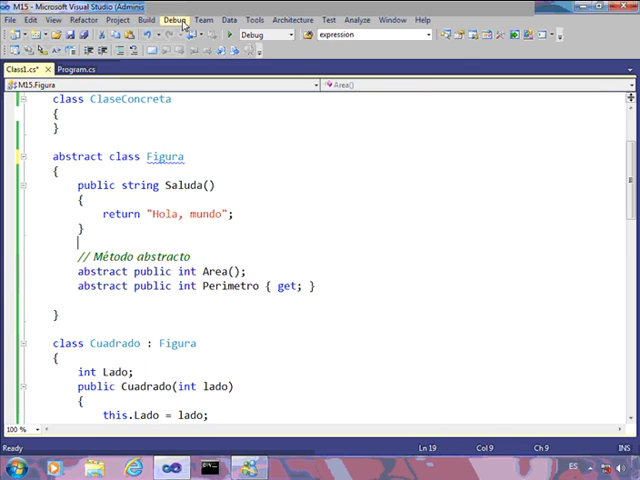 M15 - Microsoft Visual Studio (Adminis
File Edit View Refactor Project Build Debug Team Data Tools Architecture Test Analyze Window Help
Debug expression
Class1.cs* Program.cs
M15.Figura Area()
class ClaseConcreta
{
}
abstract class Figura
{
public string Saluda()
{
return "Hola, mundo";
}
// Método abstracto
abstract public int Area();
abstract public int Perimetro { get; }
}
class Cuadrado : Figura
{
int Lado;
public Cuadrado(int lado)
{
this.Lado = lado;
100 %
Ready Ln 19 Col 9 Ch 9 INS
ES